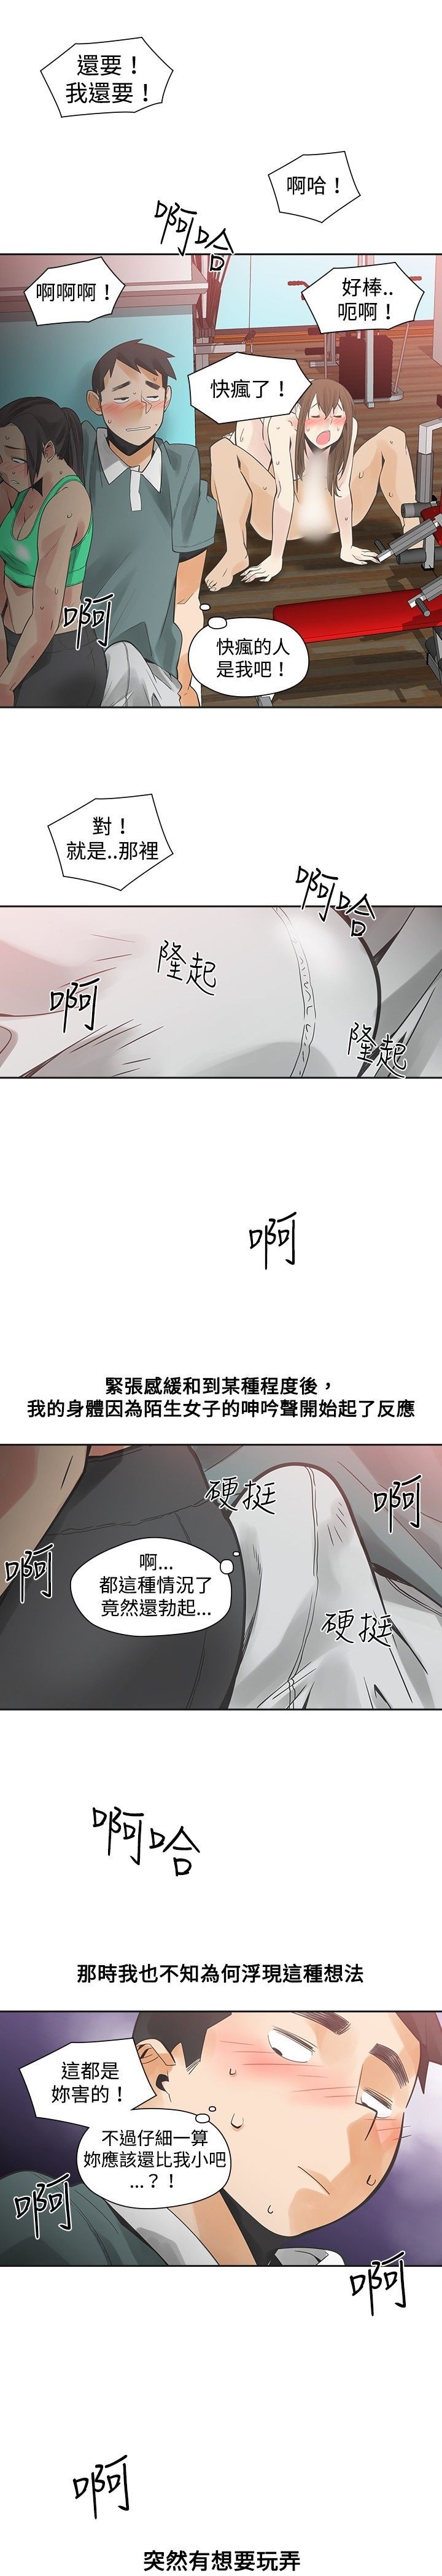 還要！
我還要！
啊哈！
啊哈
啊啊啊！
好棒..
呃啊！
快瘋了！
啊
快瘋的人
是我吧！
對！
就是..那裡
啊哈
隆起
啊
隆起
啊
緊張感緩和到某種程度後，
我的身體因為陌生女子的呻吟聲開始起了反應
硬挺
啊
啊
啊...
都這種情況了
竟然還勃起...
硬挺
啊哈
那時我也不知為何浮現這種想法
這都是
妳害的！
不過仔細一算
妳應該還比我小吧
...？！
啊
啊
啊
突然有想要玩弄